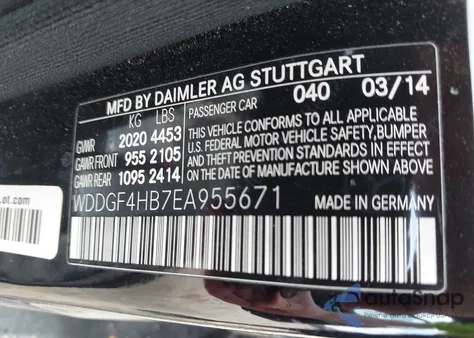 MFD BY DAIMLER AG STUTTGART
KG LBS PASSENGER CAR 040 03/14
GVWR 2020 4453
GAWR FRONT 955 2105
GAWR REAR 1095 2414
THIS VEHICLE CONFORMS TO ALL APPLICABLE
U.S. FEDERAL MOTOR VEHICLE SAFETY, BUMPER
AND THEFT PREVENTION STANDARDS IN EFFECT
ON THE DATE OF MANUFACTURE SHOWN ABOVE
WDDGF4HB7EA955671 MADE IN GERMANY
ot.com
autoSnap